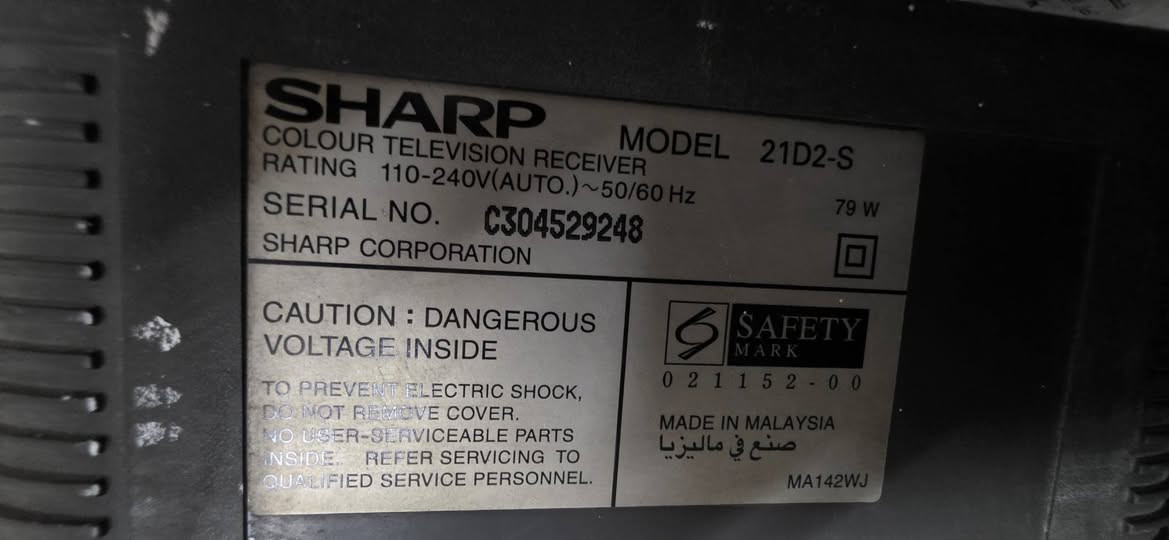 SHARP
COLOUR TELEVISION RECEIVER
MODEL 21D2-S
RATING 110-240V(AUTO.)~50/60 Hz
79 W
SERIAL NO. C304529248
SHARP CORPORATION
CAUTION : DANGEROUS
VOLTAGE INSIDE
TO PREVENT ELECTRIC SHOCK,
DO NOT REMOVE COVER.
NO USER-SERVICEABLE PARTS
INSIDE. REFER SERVICING TO
QUALIFIED SERVICE PERSONNEL.
SAFETY
MARK
021152-00
MADE IN MALAYSIA
صنع في ماليزيا
MA142WJ